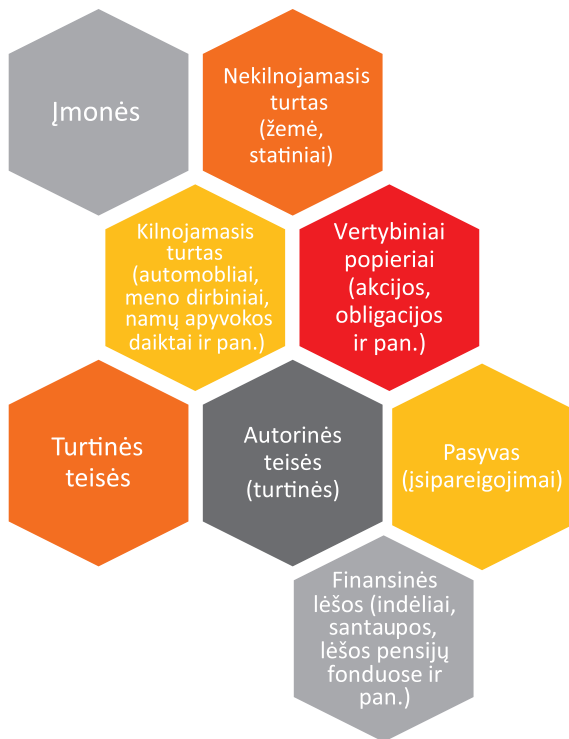 Įmonės
Nekilnojamasis
turtas
(žemė,
statiniai)
Kilnojamasis
turtas
(automobliai,
meno dirbiniai,
namų apyvokos
daiktai ir pan.)
Vertybiniai
popieriai
(akcijos,
obligacijos
ir pan.)
Turtinės
teisės
Autorinės
teisės
(turtinės)
Pasyvas
(įsipareigojimai)
Finansinės
lėšos (indėliai,
santaupos,
lėšos pensijų
fonduose ir
pan.)